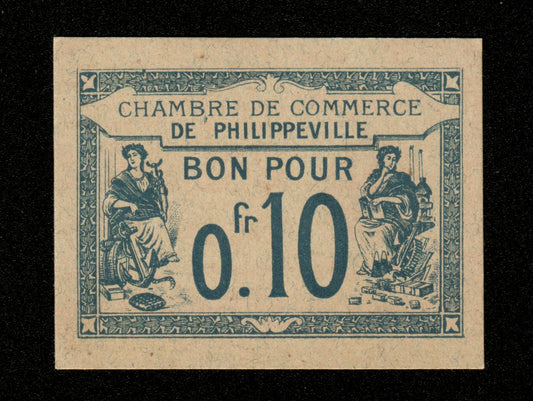 CHAMBRE DE COMMERCE
DE PHILIPPEVILLE
BON POUR
0.fr10